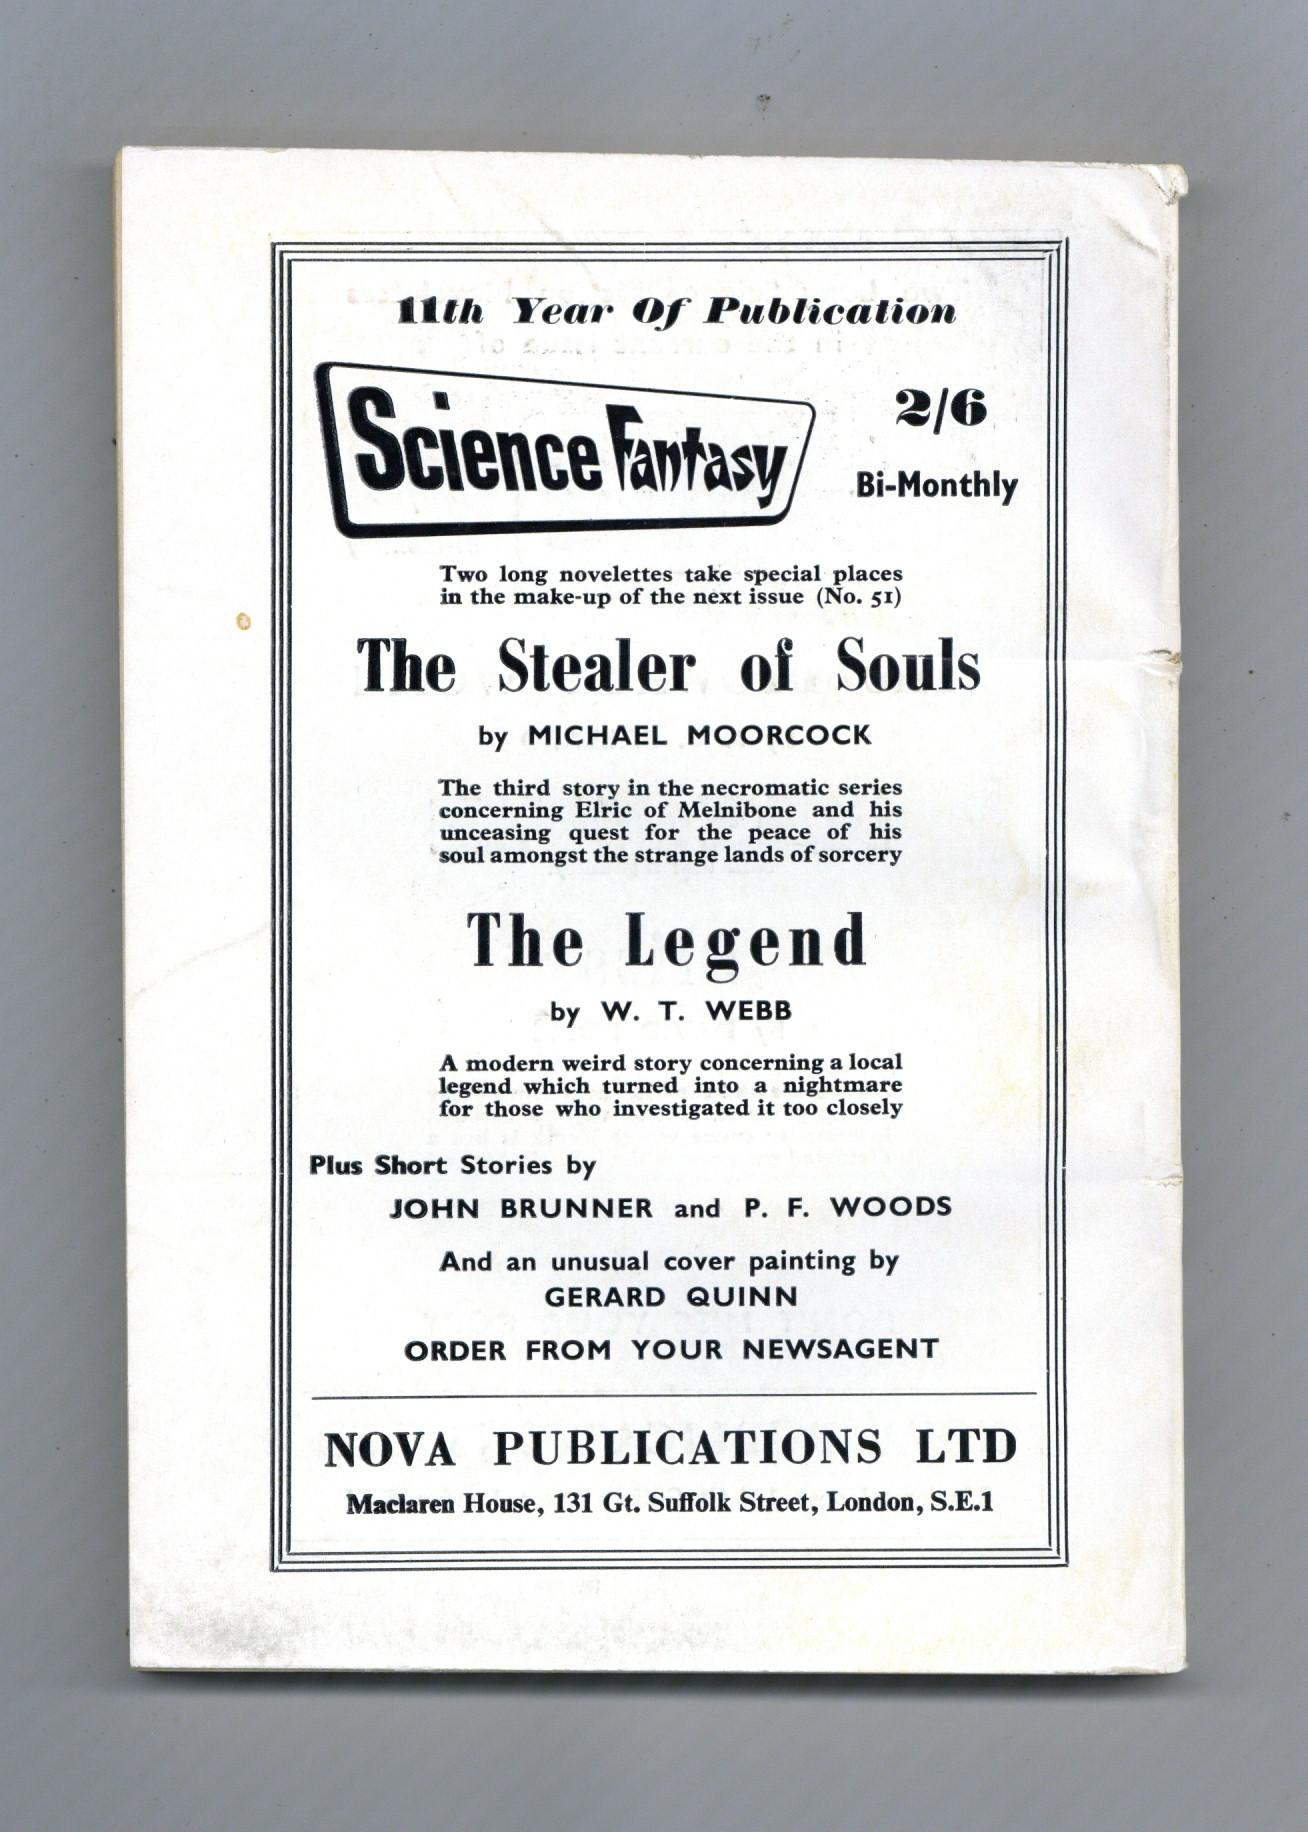 11th Year Of Publication
Science Fantasy
2/6
Bi-Monthly
Two long novelettes take special places
in the make-up of the next issue (No. 51)
The Stealer of Souls
by MICHAEL MOORCOCK
The third story in the necromatic series
concerning Elric of Melnibone and his
unceasing quest for the peace of his
soul amongst the strange lands of sorcery
The Legend
by W. T. WEBB
A modern weird story concerning a local
legend which turned into a nightmare
for those who investigated it too closely
Plus Short Stories by
JOHN BRUNNER and P. F. WOODS
And an unusual cover painting by
GERARD QUINN
ORDER FROM YOUR NEWSAGENT
NOVA PUBLICATIONS LTD
Maclaren House, 131 Gt. Suffolk Street, London, S.E.1